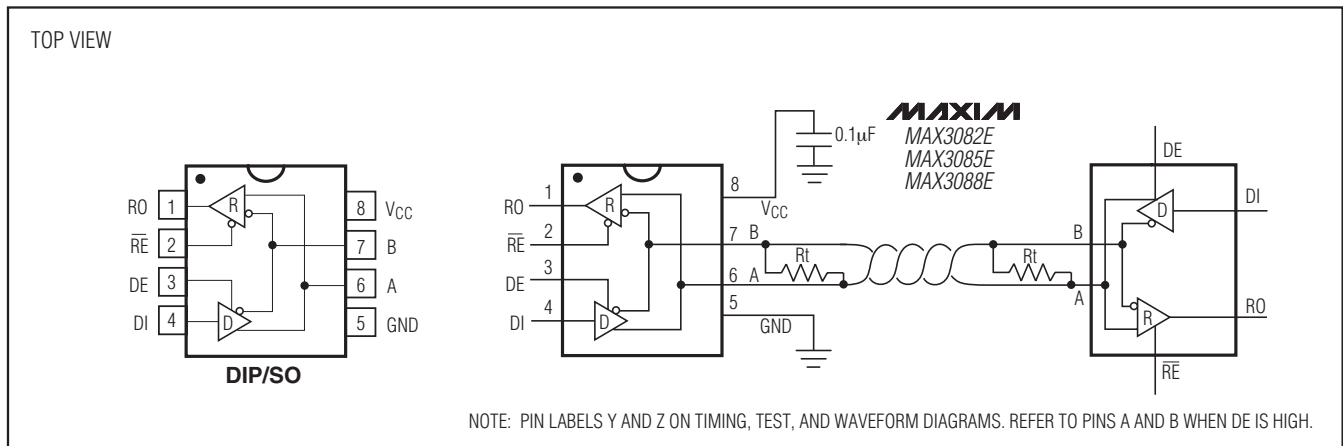 TOP VIEW
RO 1
RE 2
DE 3
DI 4
R
D
8 VCC
7 B
6 A
5 GND
DIP/SO
RO 1
RE 2
DE 3
DI 4
R
D
8
VCC
7 B
6 A
5
GND
0.1µF
MAXIM
MAX3082E
MAX3085E
MAX3088E
Rt
Rt
B
A
DE
D
DI
R
RO
RE
NOTE: PIN LABELS Y AND Z ON TIMING, TEST, AND WAVEFORM DIAGRAMS. REFER TO PINS A AND B WHEN DE IS HIGH.